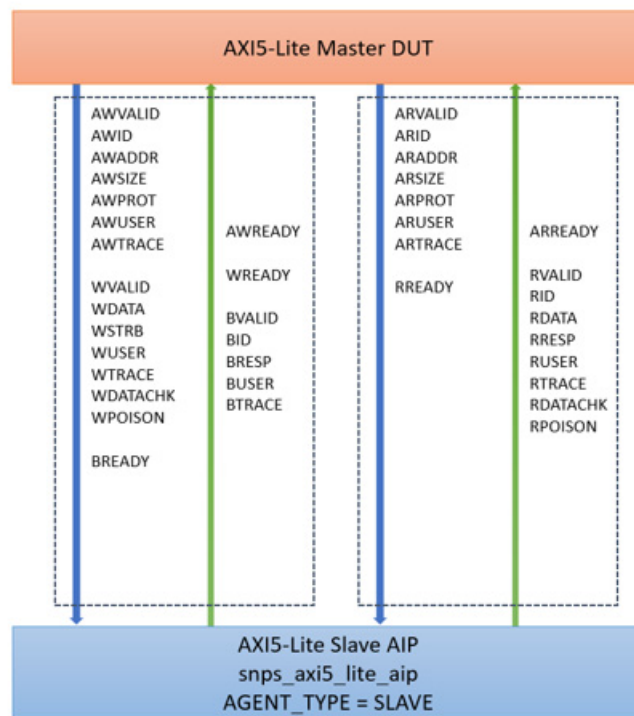 AXI5-Lite Master DUT
AWVALID
AWID
AWADDR
AWSIZE
AWPROT
AWUSER
AWTRACE
WVALID
WDATA
WSTRB
WUSER
WTRACE
WDATACHK
WPOISON
BREADY
AWREADY
WREADY
BVALID
BID
BRESP
BUSER
BTRACE
ARVALID
ARID
ARADDR
ARSIZE
ARPROT
ARUSER
ARTRACE
RREADY
ARREADY
RVALID
RID
RDATA
RRESP
RUSER
RTRACE
RDATACHK
RPOISON
AXI5-Lite Slave AIP
snps_axi5_lite_aip
AGENT_TYPE = SLAVE